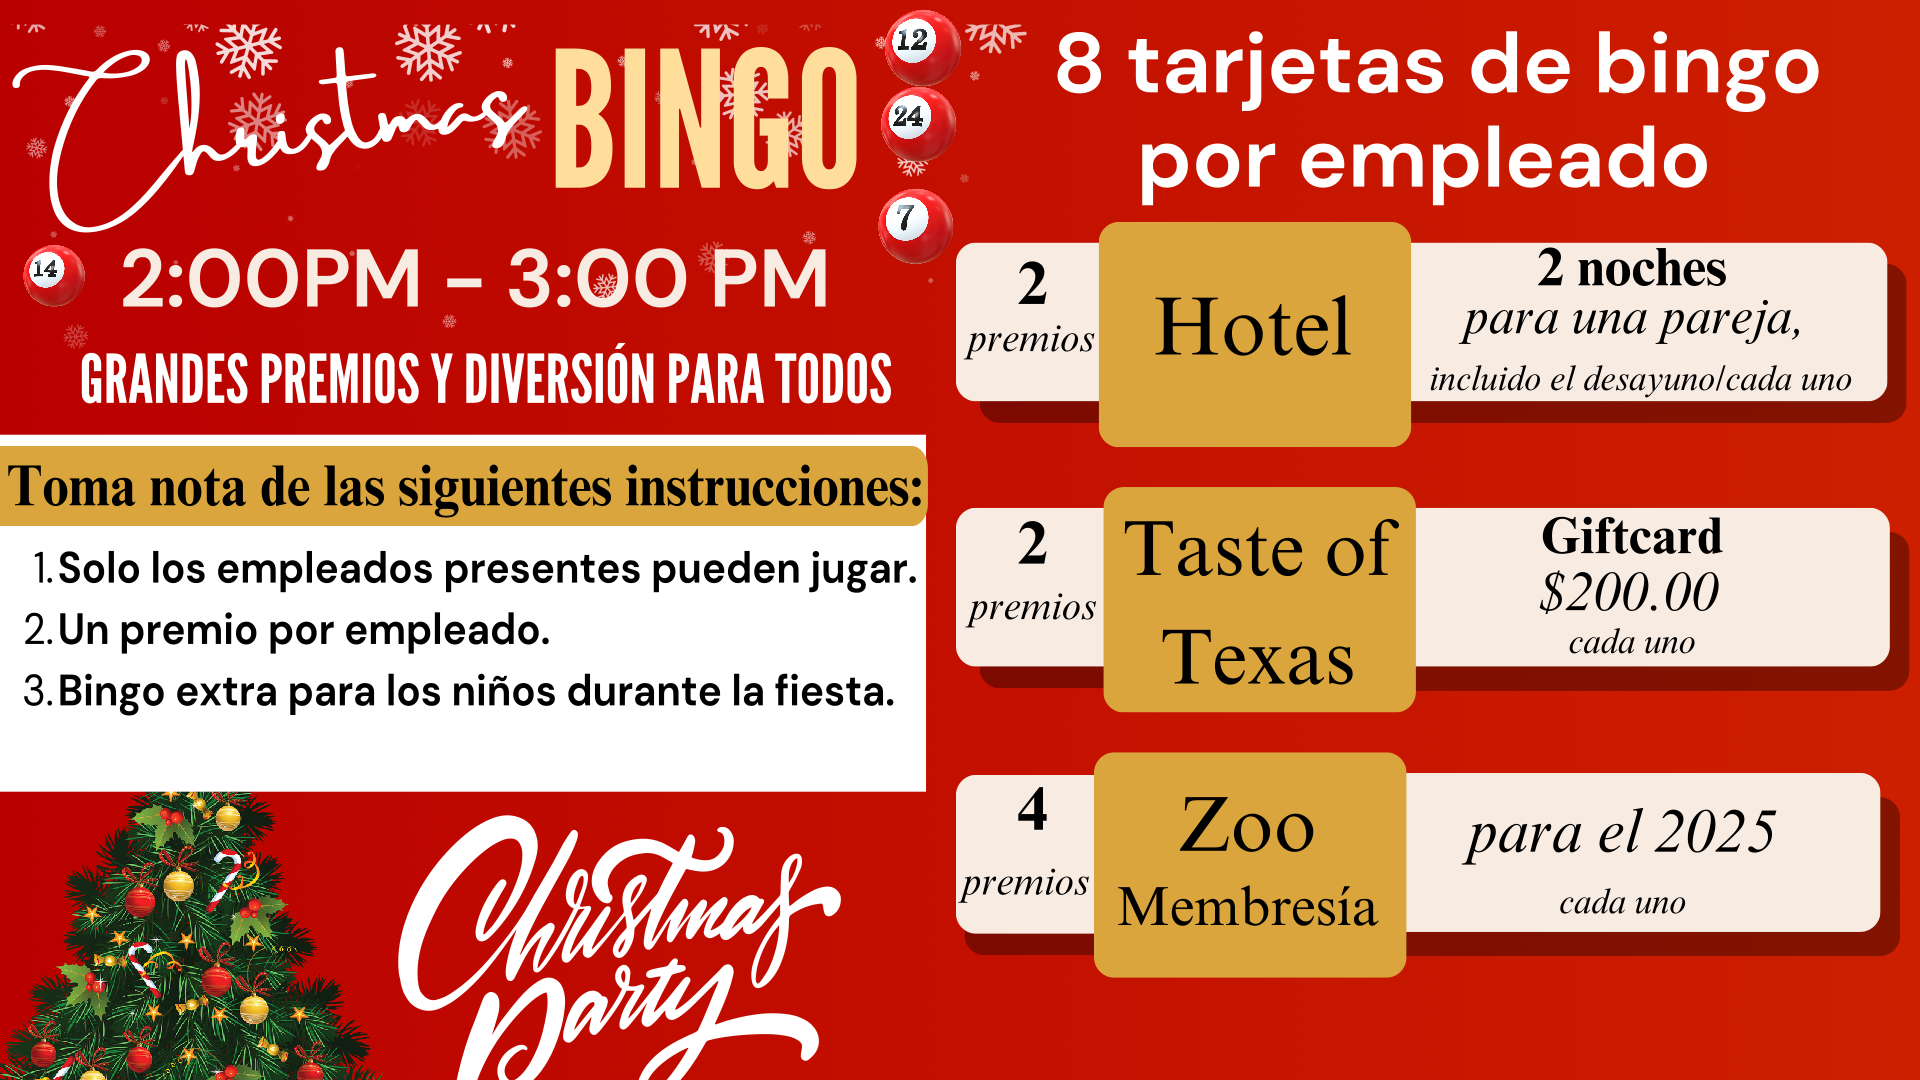 Christmas BINGO
2:00PM - 3:00 PM
GRANDES PREMIOS Y DIVERSIÓN PARA TODOS
12
24
7
14
Toma nota de las siguientes instrucciones:
1. Solo los empleados presentes pueden jugar.
2. Un premio por empleado.
3. Bingo extra para los niños durante la fiesta.
Christmas
Party
8 tarjetas de bingo
por empleado
2
premios
Hotel
2 noches
para una pareja,
incluido el desayuno/cada uno
2
premios
Taste of
Texas
Giftcard
$200.00
cada uno
4
premios
Zoo
Membresía
para el 2025
cada uno